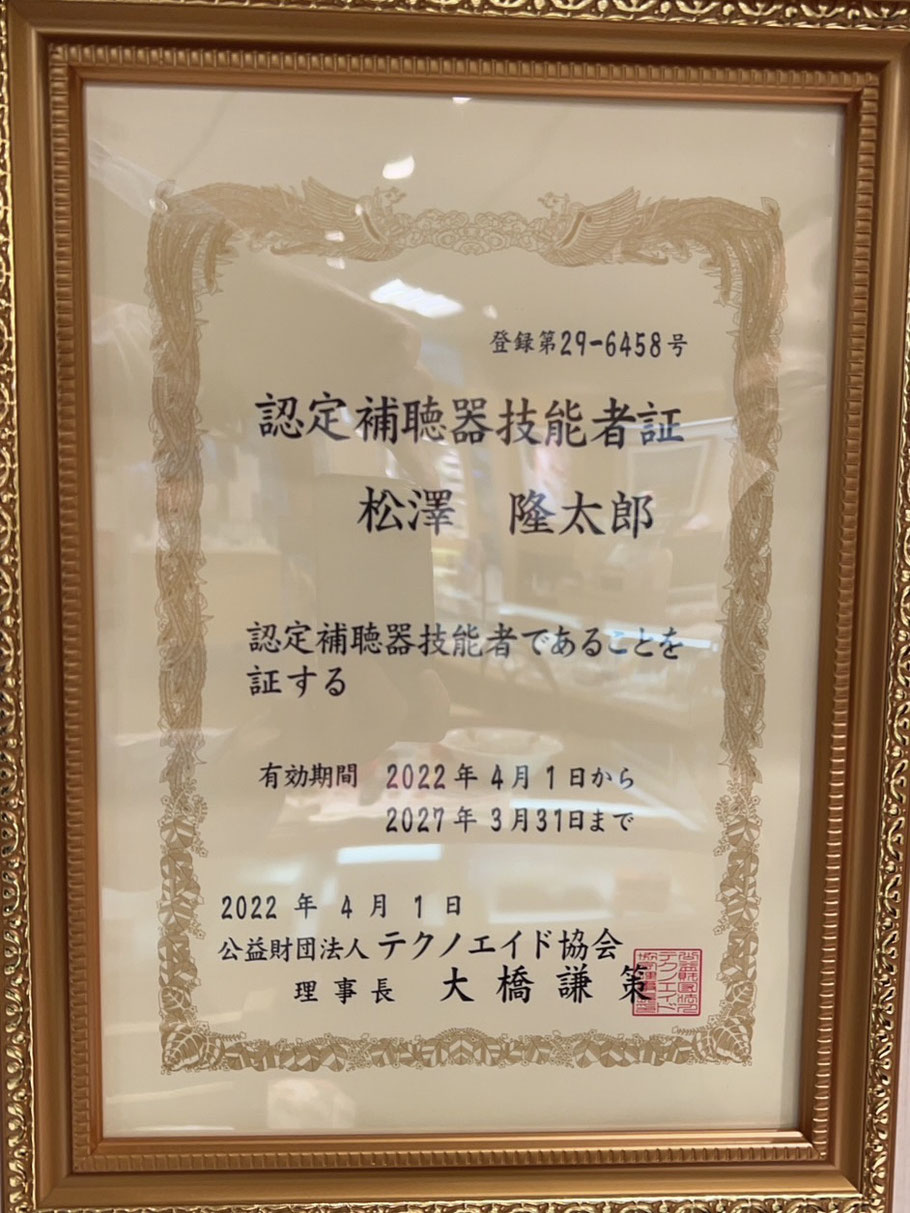 登録第29-6458号
認定補聴器技能者証
松澤 隆太郎
認定補聴器技能者であることを
証する
有効期間 2022年 4月 1日から
2027年 3月31日まで
2022 年 4 月 1 日
公益財団法人 テクノエイド協会
理事長 大橋謙策